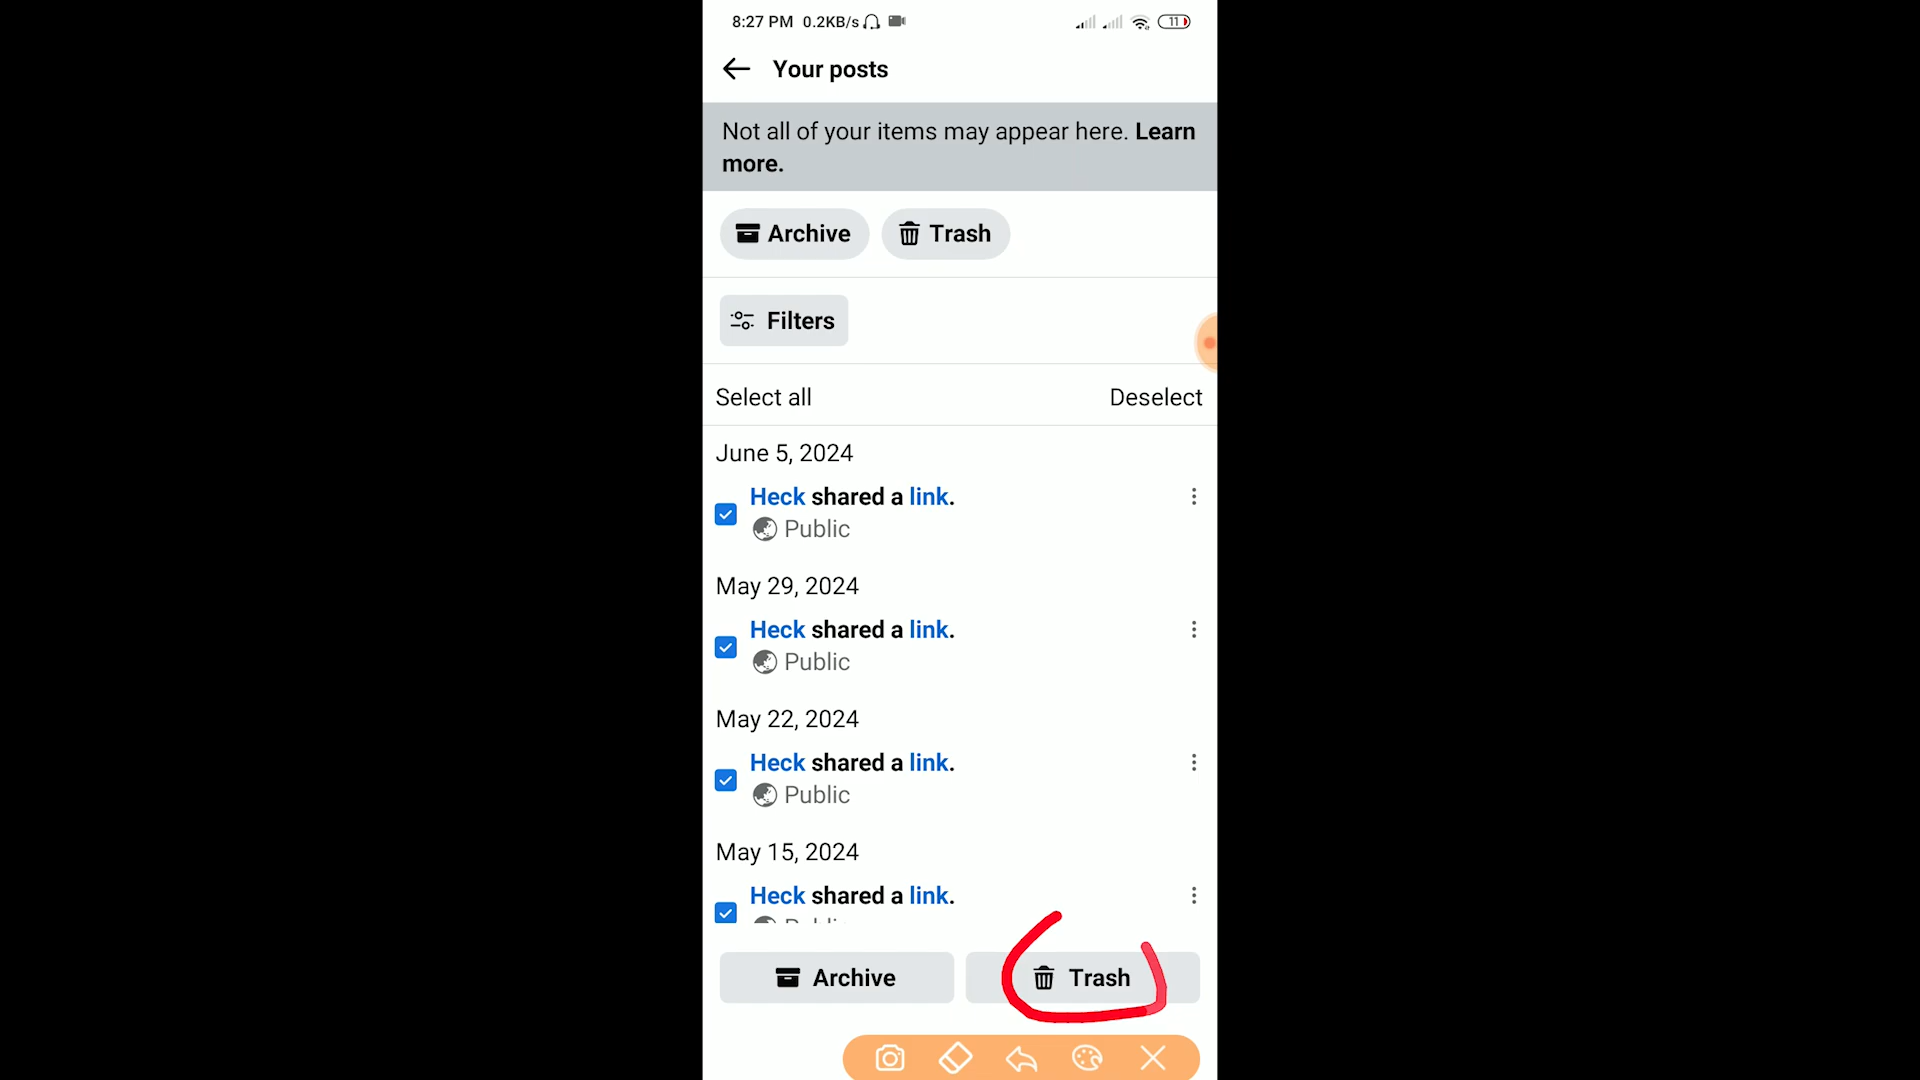 8:27 PM 0.2KB/s 11
Your posts
Not all of your items may appear here. Learn
more.
Archive Trash
Filters
Select all Deselect
June 5, 2024
Heck shared a link.
Public
May 29, 2024
Heck shared a link.
Public
May 22, 2024
Heck shared a link.
Public
May 15, 2024
Heck shared a link.
Archive Trash